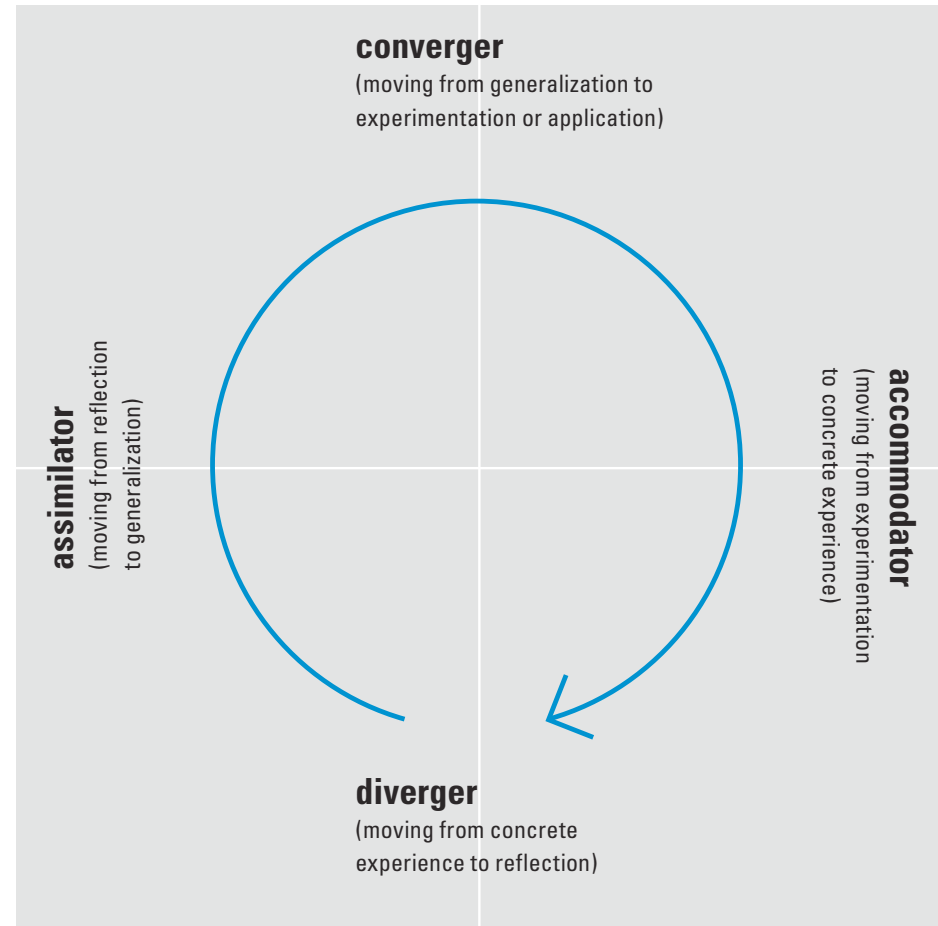 converger
(moving from generalization to
experimentation or application)
assimilator
(moving from reflection
to generalization)
accommodator
(moving from experimentation
to concrete experience)
diverger
(moving from concrete
experience to reflection)